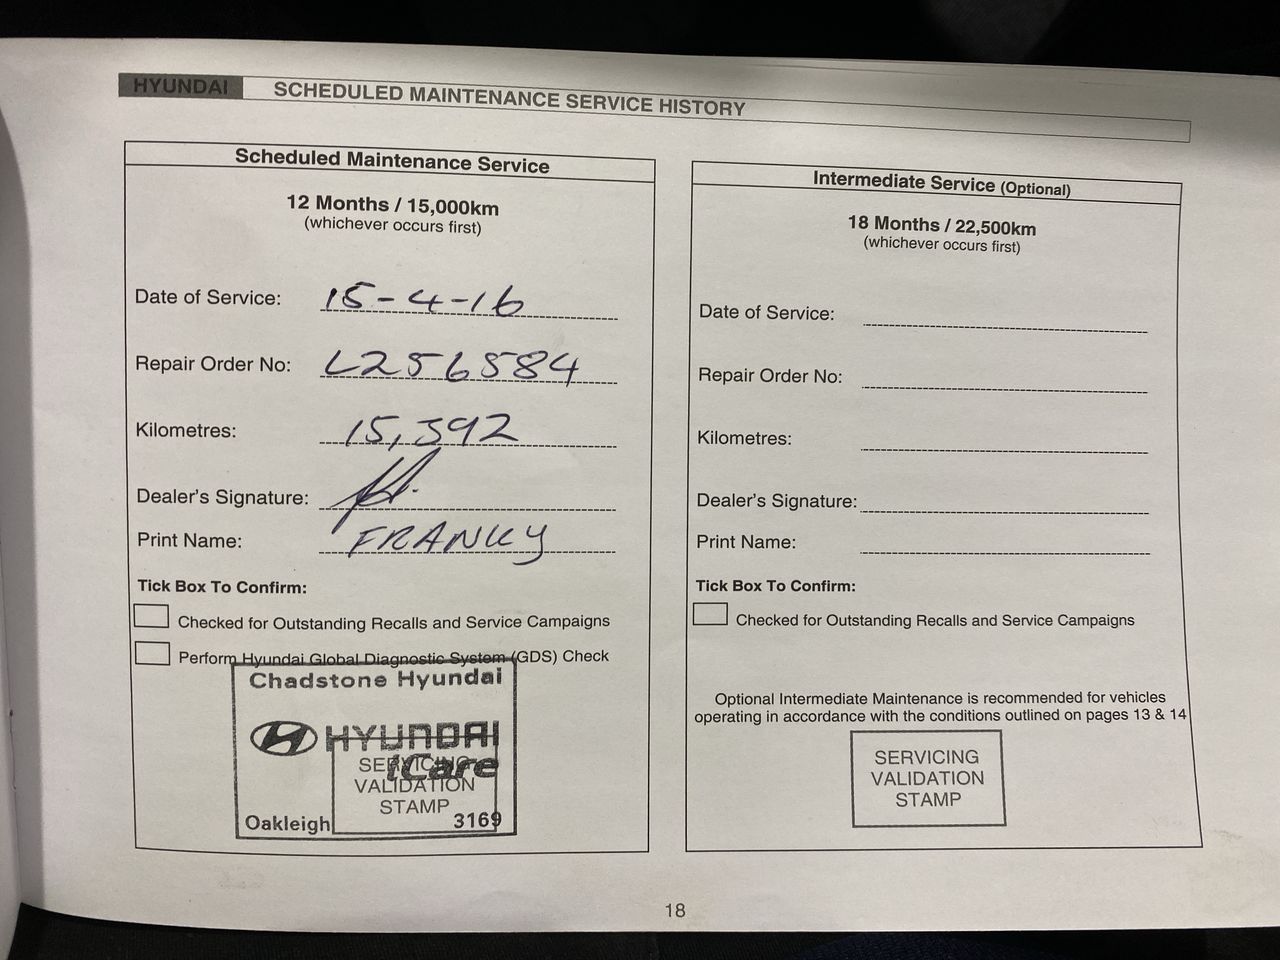 HYUNDAI SCHEDULED MAINTENANCE SERVICE HISTORY
Scheduled Maintenance Service
12 Months / 15,000km
(whichever occurs first)
Date of Service: 15-4-16
Repair Order No: L256584
Kilometres: 15,392
Dealer's Signature:
Print Name: FRANKY
Tick Box To Confirm:
Checked for Outstanding Recalls and Service Campaigns
Perform Hyundai Global Diagnostic System (GDS) Check
Chadstone Hyundai
HYUNDAI
iCare
SERVICING
VALIDATION
STAMP
Oakleigh 3169
Intermediate Service (Optional)
18 Months / 22,500km
(whichever occurs first)
Date of Service:
Repair Order No:
Kilometres:
Dealer's Signature:
Print Name:
Tick Box To Confirm:
Checked for Outstanding Recalls and Service Campaigns
Optional Intermediate Maintenance is recommended for vehicles
operating in accordance with the conditions outlined on pages 13 & 14
SERVICING
VALIDATION
STAMP
18